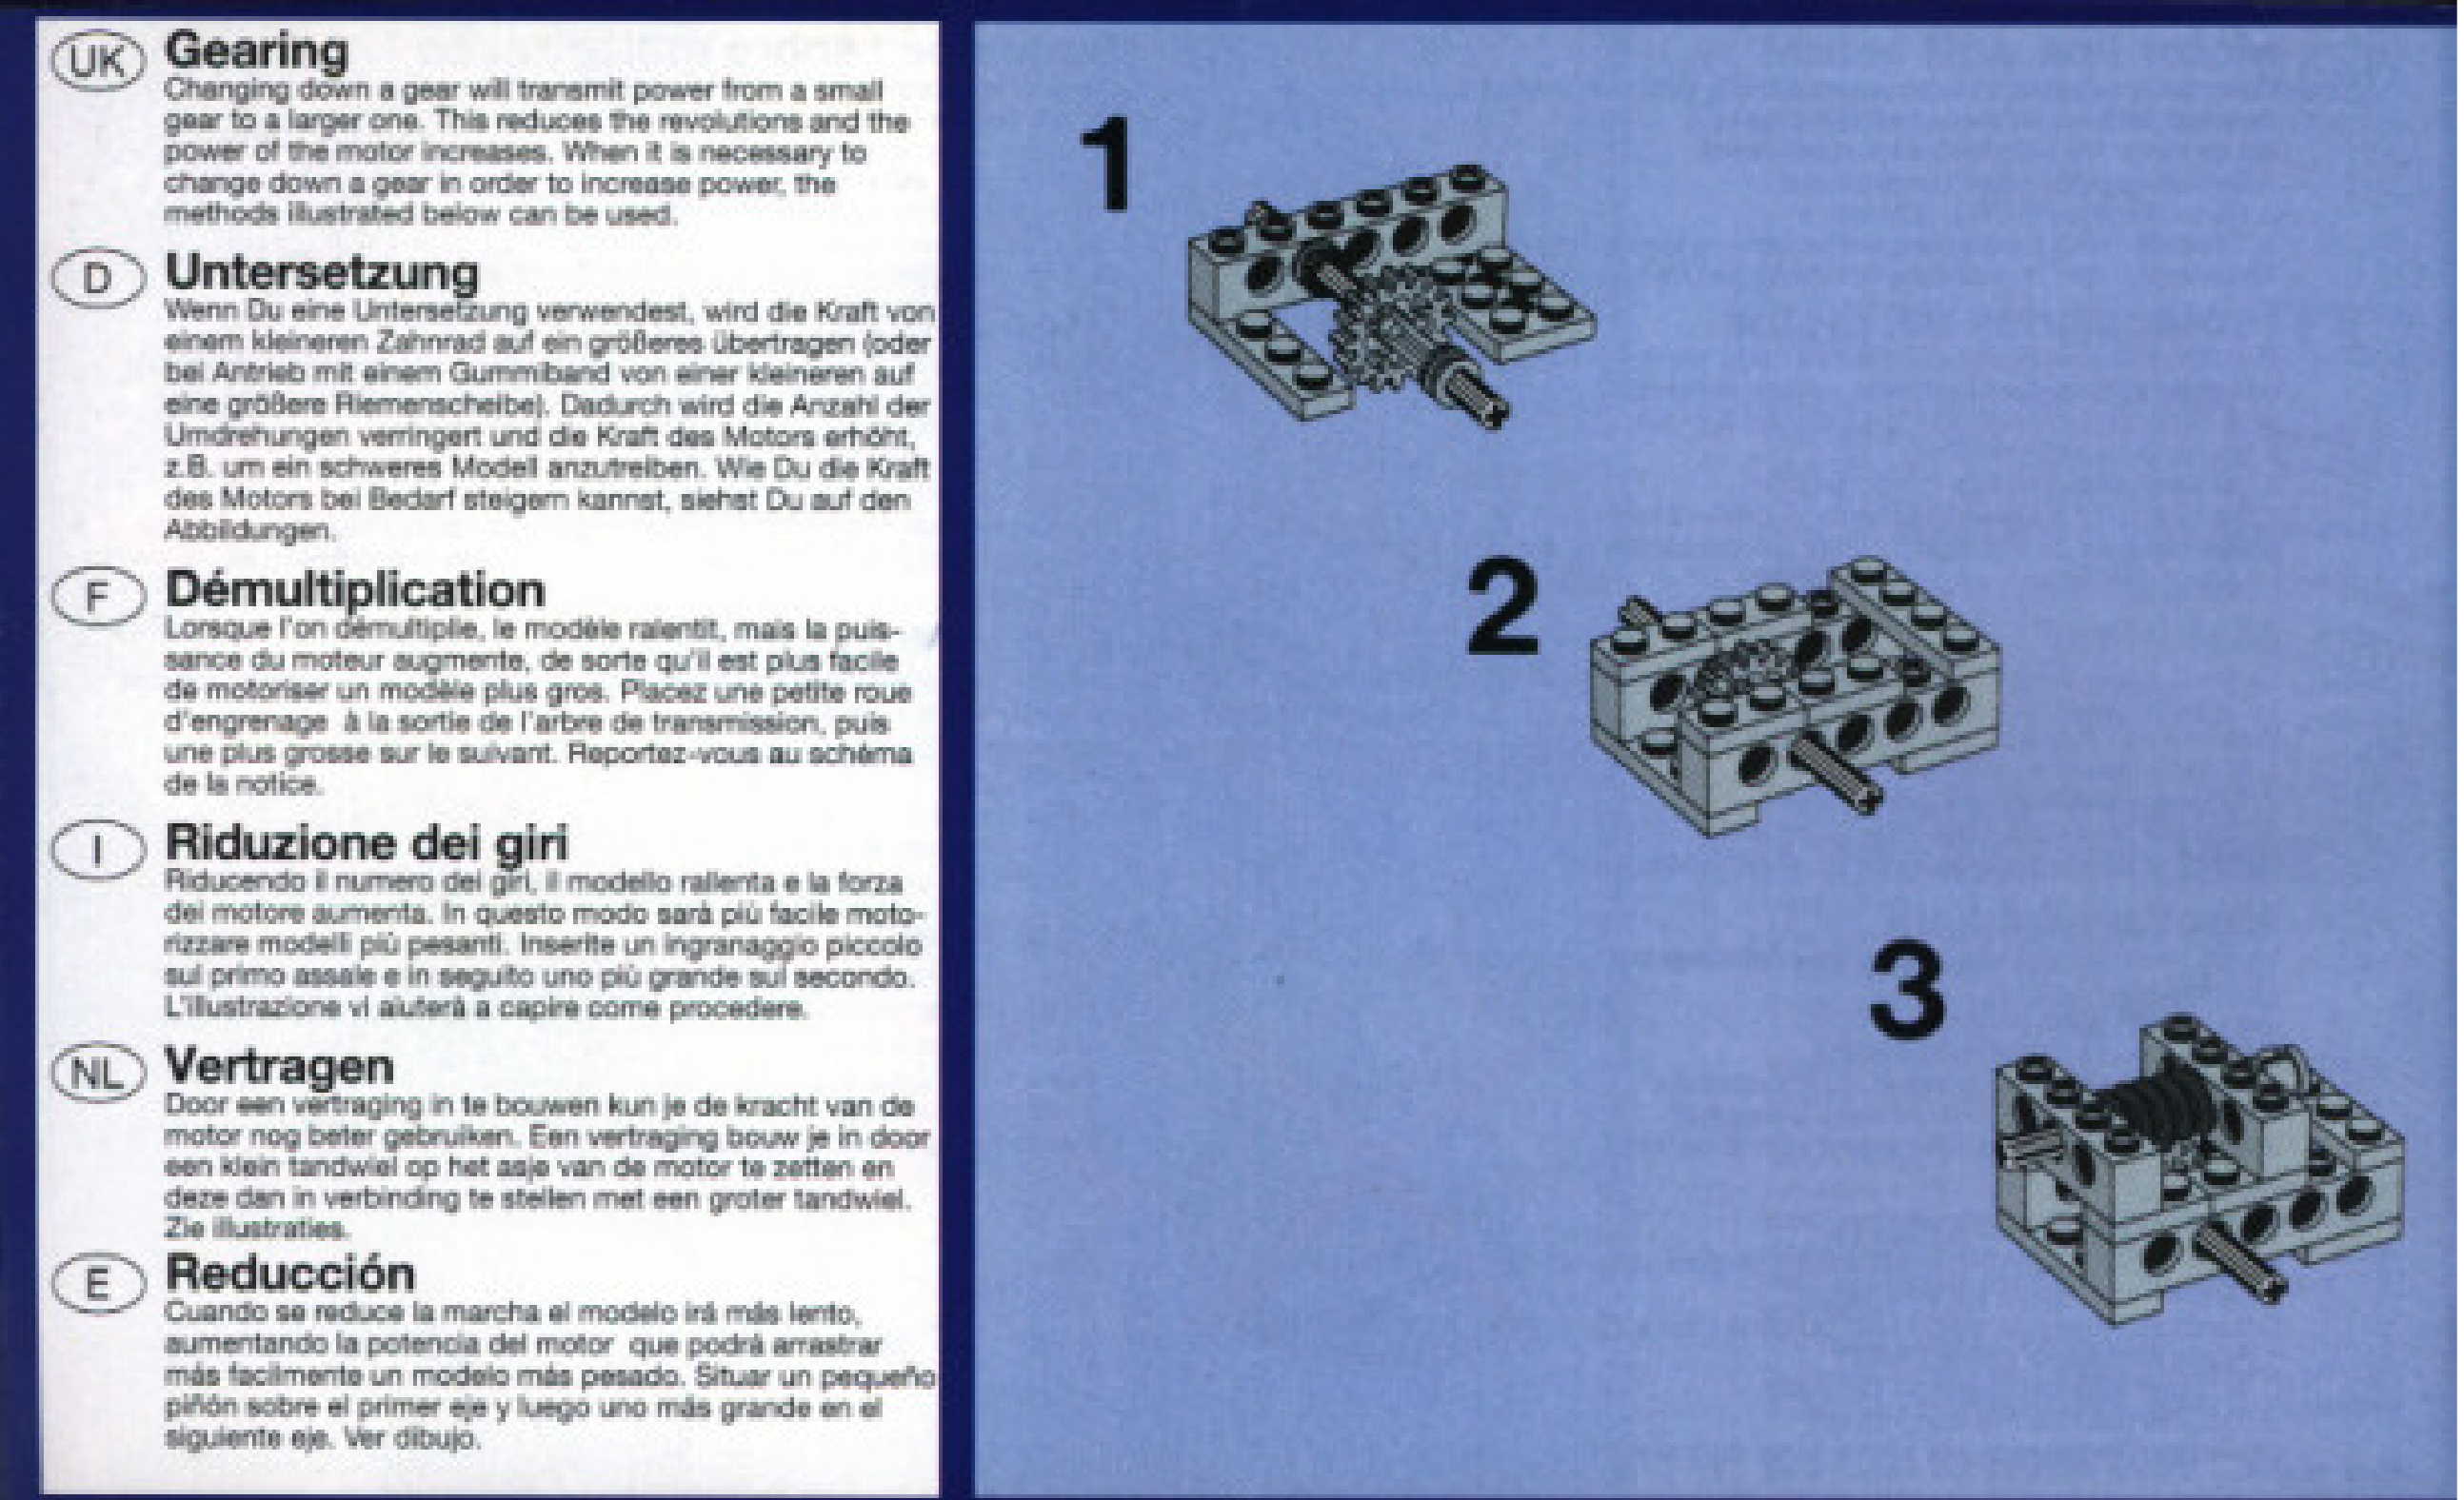 UK Gearing
Changing down a gear will transmit power from a small
gear to a larger one. This reduces the revolutions and the
power of the motor increases. When it is necessary to
change down a gear in order to increase power, the
methods illustrated below can be used.
D Untersetzung
Wenn Du eine Untersetzung verwendest, wird die Kraft von
einem kleineren Zahnrad auf ein größeres übertragen (oder
bei Antrieb mit einem Gummiband von einer kleineren auf
eine größere Riemenscheibe). Dadurch wird die Anzahl der
Umdrehungen verringert und die Kraft des Motors erhöht,
z.B. um ein schweres Modell anzutreiben. Wie Du die Kraft
des Motors bei Bedarf steigern kannst, siehst Du auf den
Abbildungen.
F Démultiplication
Lorsque l'on démultiplie, le modèle ralentit, mais la puis-
sance du moteur augmente, de sorte qu'il est plus facile
de motoriser un modèle plus gros. Placez une petite roue
d'engrenage à la sortie de l'arbre de transmission, puis
une plus grosse sur le suivant. Reportez-vous au schéma
de la notice.
I Riduzione dei giri
Riducendo il numero dei giri, il modello rallenta e la forza
del motore aumenta. In questo modo sarà più facile moto-
rizzare modelli più pesanti. Inserite un ingranaggio piccolo
sul primo assale e in seguito uno più grande sul secondo.
L'illustrazione vi aiuterà a capire come procedere.
NL Vertragen
Door een vertraging in te bouwen kun je de kracht van de
motor nog beter gebruiken. Een vertraging bouw je in door
een klein tandwiel op het asje van de motor te zetten en
deze dan in verbinding te stellen met een groter tandwiel.
Zie illustraties.
E Reducción
Cuando se reduce la marcha el modelo irá más lento,
aumentando la potencia del motor que podrá arrastrar
más facilmente un modelo más pesado. Situar un pequeño
piñón sobre el primer eje y luego uno más grande en el
siguiente eje. Ver dibujo.
1
2
3